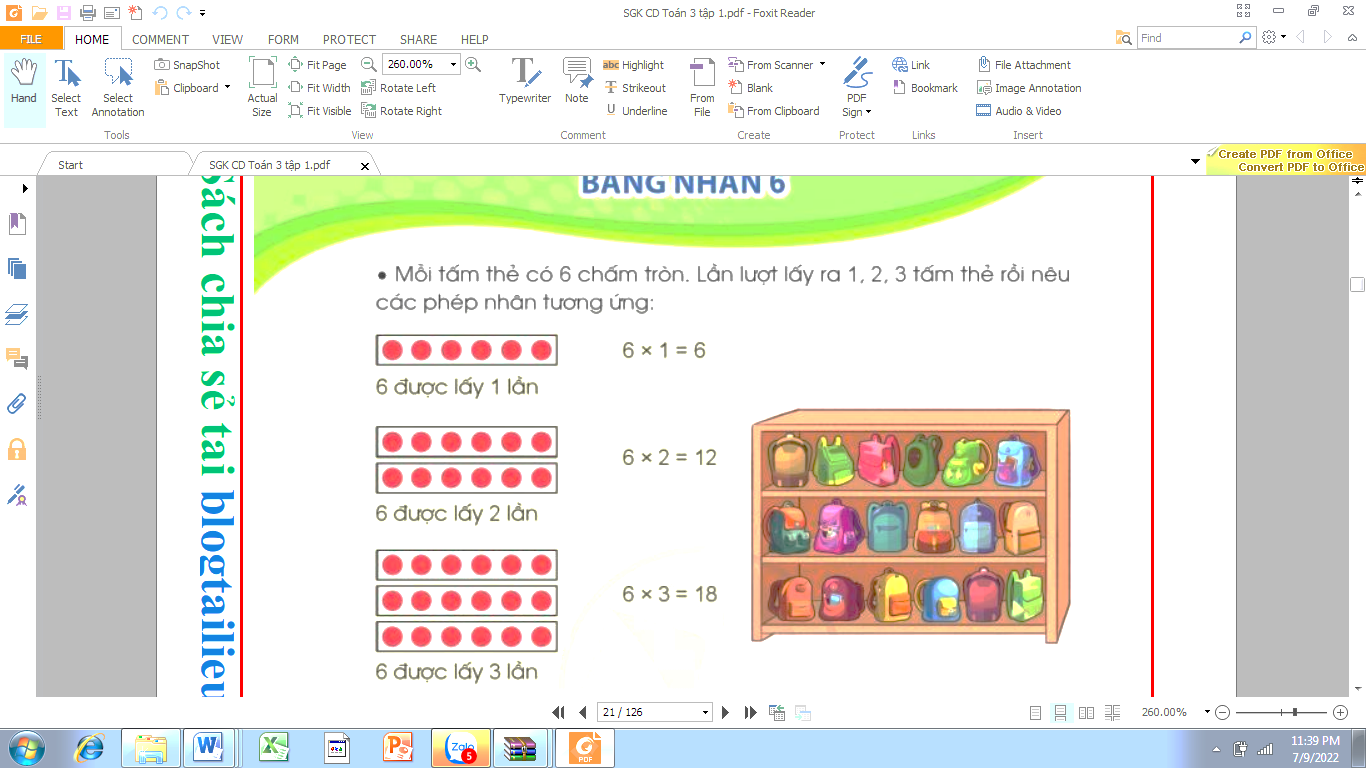 SGK CD Toán 3 tập 1.pdf - Foxit Reader
FILE HOME COMMENT VIEW FORM PROTECT SHARE HELP
Find
Hand
Select Text
Select Annotation
SnapShot
Clipboard
Tools
Actual Size
Fit Page
Fit Width
Fit Visible
260.00%
Rotate Left
Rotate Right
View
Typewriter
Note
abc Highlight
T Strikeout
U Underline
Comment
From File
From Scanner
Blank
From Clipboard
Create
PDF Sign
Protect
Link
Bookmark
Links
File Attachment
Image Annotation
Audio & Video
Insert
Start
SGK CD Toán 3 tập 1.pdf
Create PDF from Office
Convert PDF to Office
Sách chia sẻ tại blogtailieu
BẢNG NHÂN 6
• Mỗi tấm thẻ có 6 chấm tròn. Lần lượt lấy ra 1, 2, 3 tấm thẻ rồi nêu
các phép nhân tương ứng:
6 × 1 = 6
6 được lấy 1 lần
6 × 2 = 12
6 được lấy 2 lần
6 × 3 = 18
6 được lấy 3 lần
21 / 126
260.00%
Zalo
5
PDF
11:39 PM
7/9/2022